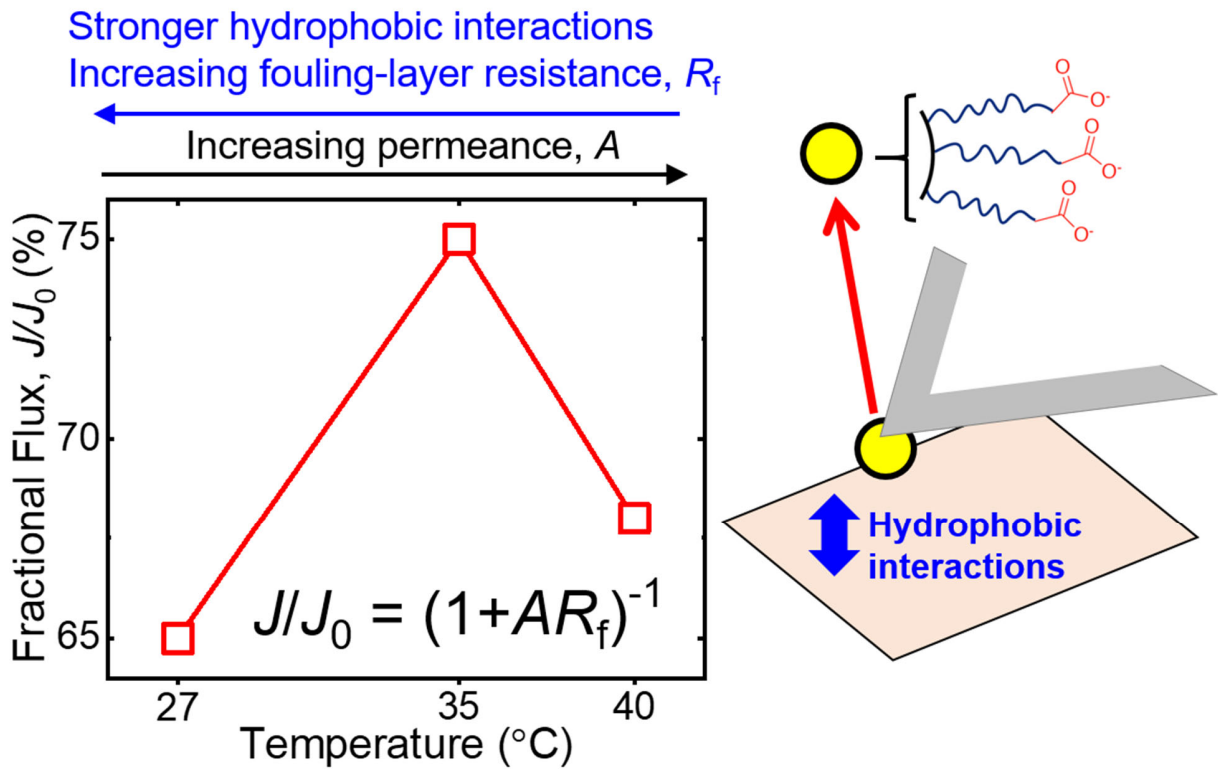 Stronger hydrophobic interactions
Increasing fouling-layer resistance, Rf
Increasing permeance, A
Fractional Flux, J/J0 (%)
75
70
65
J/J0 = (1+ARf)-1
27
35
40
Temperature (°C)
O
O-
O
O-
O
O-
Hydrophobic
interactions